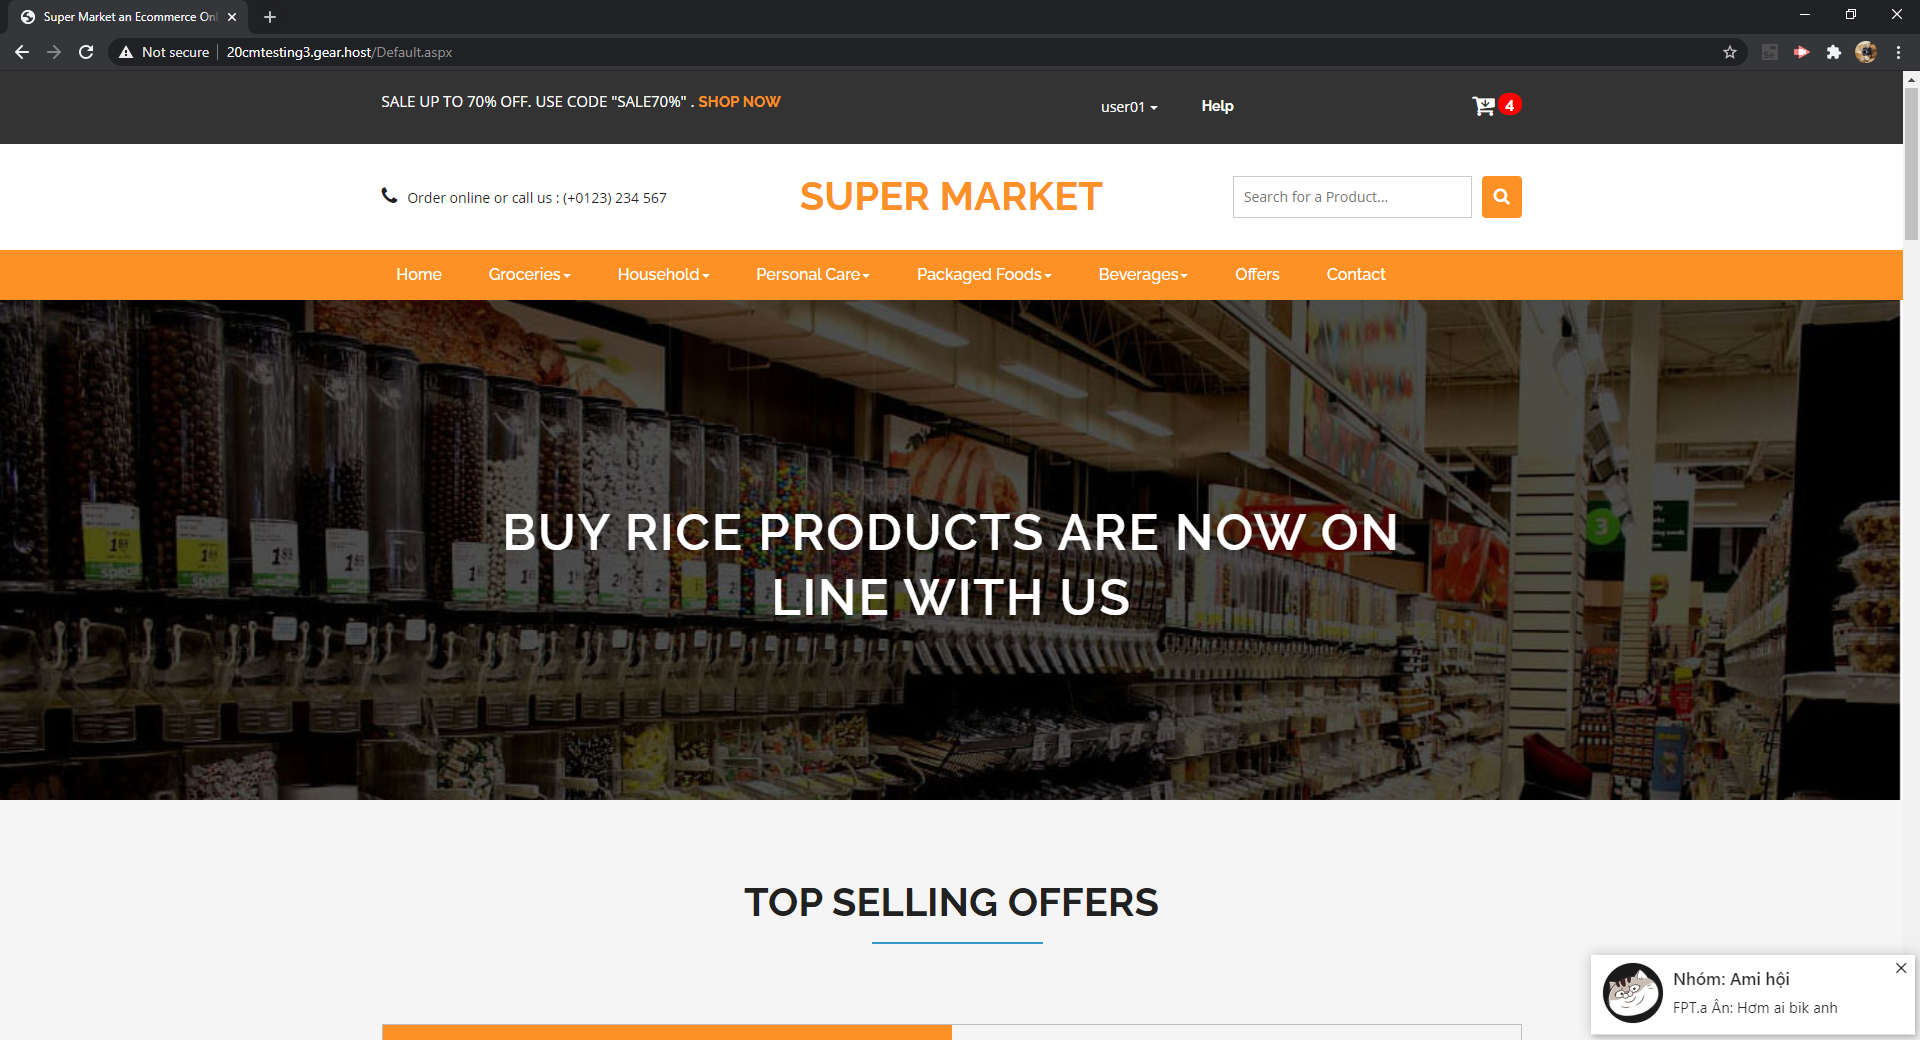 Super Market an Ecommerce Onl
Not secure
20cmtesting3.gear.host/Default.aspx
SALE UP TO 70% OFF. USE CODE "SALE70%" . SHOP NOW
user01
Help
4
Order online or call us : (+0123) 234 567
SUPER MARKET
Search for a Product...
Home
Groceries
Household
Personal Care
Packaged Foods
Beverages
Offers
Contact
BUY RICE PRODUCTS ARE NOW ON
LINE WITH US
3
TOP SELLING OFFERS
Nhóm: Ami hội
FPT.a Ân: Hơm ai bik anh